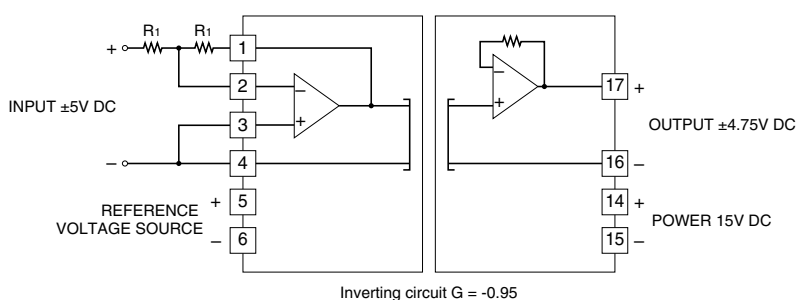 R1 R1
+ 1
2 − −
INPUT ±5V DC
3 +
− 4
REFERENCE + 5
VOLTAGE SOURCE − 6
− 17 +
+
OUTPUT ±4.75V DC
16 −
14 +
POWER 15V DC
15 −
Inverting circuit G = -0.95